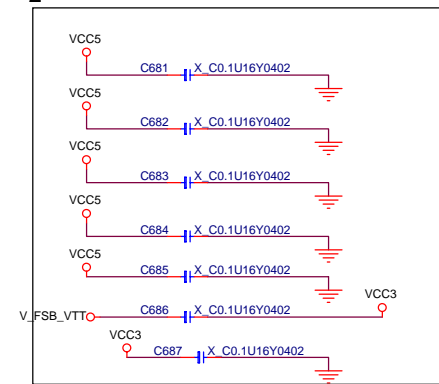 VCC5
C681 X_C0.1U16Y0402
VCC5
C682 X_C0.1U16Y0402
VCC5
C683 X_C0.1U16Y0402
VCC5
C684 X_C0.1U16Y0402
VCC5
C685 X_C0.1U16Y0402
VCC3
V_FSB_VTT C686 X_C0.1U16Y0402
VCC3
C687 X_C0.1U16Y0402